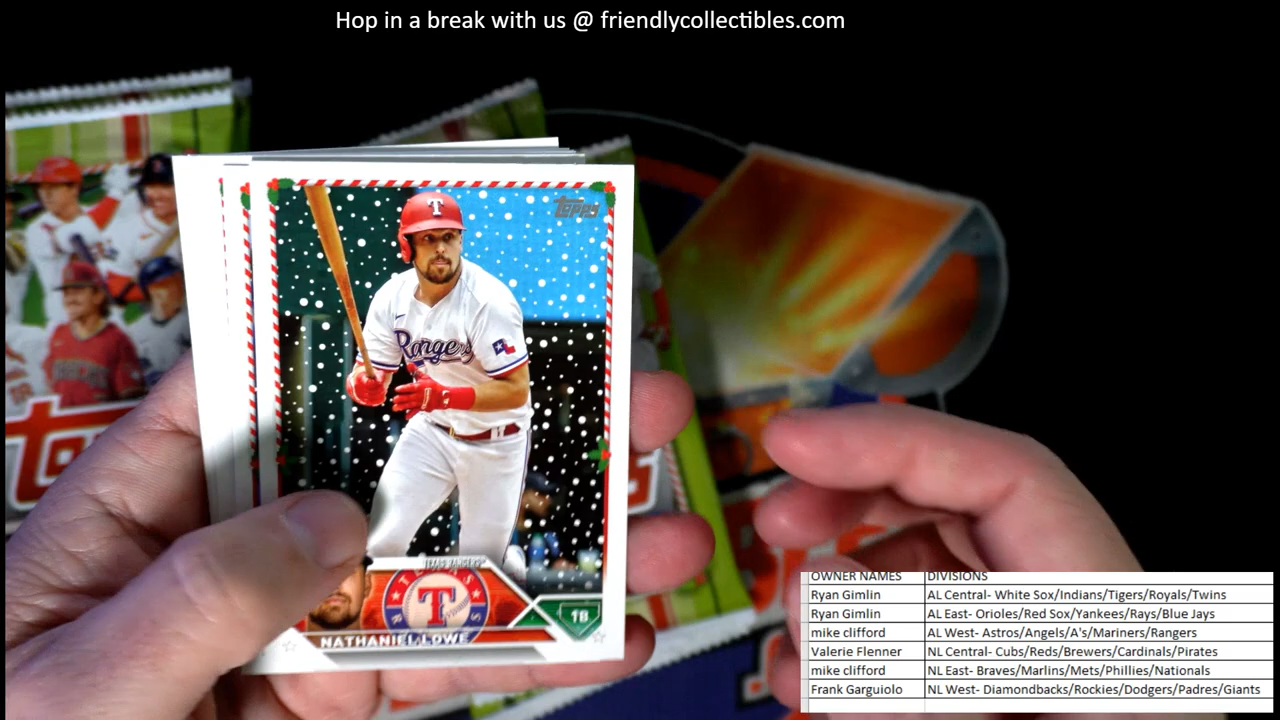 Hop in a break with us @ friendlycollectibles.com
Topps
T
Rangers
TEXAS RANGERS
T
1B
NATHANIEL LOWE
OWNER NAMES DIVISIONS
Ryan Gimlin AL Central- White Sox/Indians/Tigers/Royals/Twins
Ryan Gimlin AL East- Orioles/Red Sox/Yankees/Rays/Blue Jays
mike clifford AL West- Astros/Angels/A's/Mariners/Rangers
Valerie Flenner NL Central- Cubs/Reds/Brewers/Cardinals/Pirates
mike clifford NL East- Braves/Marlins/Mets/Phillies/Nationals
Frank Garguiolo NL West- Diamondbacks/Rockies/Dodgers/Padres/Giants